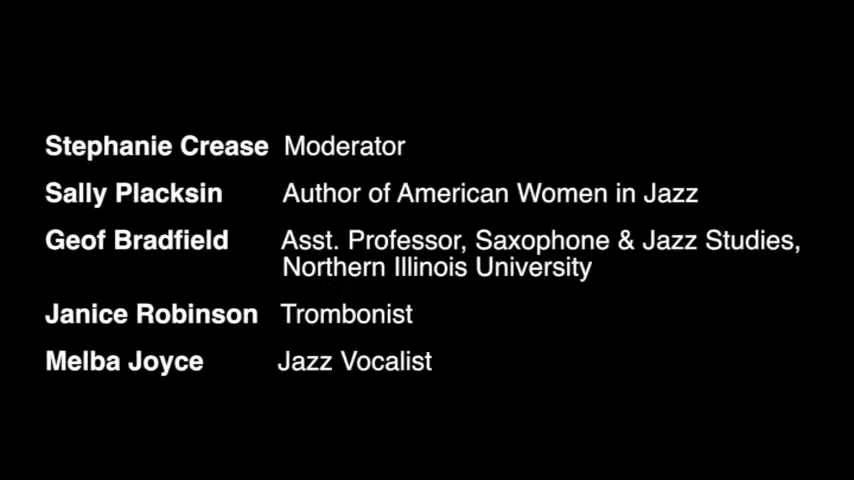 Stephanie Crease Moderator
Sally Placksin Author of American Women in Jazz
Geof Bradfield Asst. Professor, Saxophone & Jazz Studies,
Northern Illinois University
Janice Robinson Trombonist
Melba Joyce Jazz Vocalist